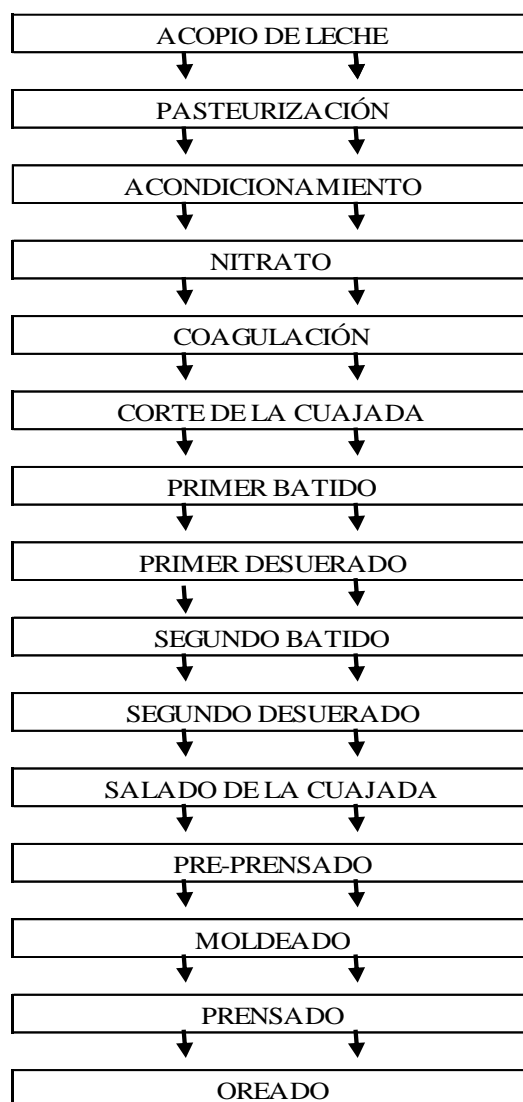 ACOPIO DE LECHE
PASTEURIZACIÓN
ACONDICIONAMIENTO
NITRATO
COAGULACIÓN
CORTE DE LA CUAJADA
PRIMER BATIDO
PRIMER DESUERADO
SEGUNDO BATIDO
SEGUNDO DESUERADO
SALADO DE LA CUAJADA
PRE-PRENSADO
MOLDEADO
PRENSADO
OREADO